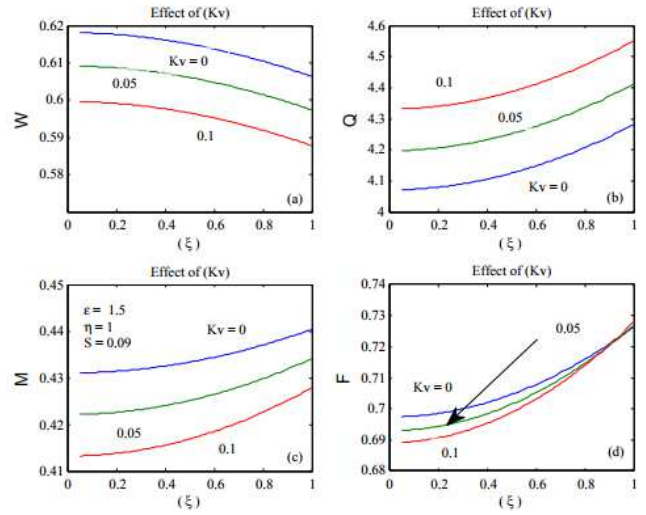 Effect of (Kv)
0.62
0.61
0.6
0.59
0.58
W
Kv = 0
0.05
0.1
(a)
0 0.2 0.4 0.6 0.8 1
(ξ)
Effect of (Kv)
4.6
4.5
4.4
4.3
4.2
4.1
4
Q
0.1
0.05
Kv = 0
(b)
0 0.2 0.4 0.6 0.8 1
(ξ)
Effect of (Kv)
0.45
0.44
0.43
0.42
0.41
M
ε = 1.5
η = 1
S = 0.09
Kv = 0
0.05
0.1
(c)
0 0.2 0.4 0.6 0.8 1
(ξ)
Effect of (Kv)
0.74
0.73
0.72
0.71
0.7
0.69
0.68
F
0.05
Kv = 0
0.1
(d)
0 0.2 0.4 0.6 0.8 1
(ξ)